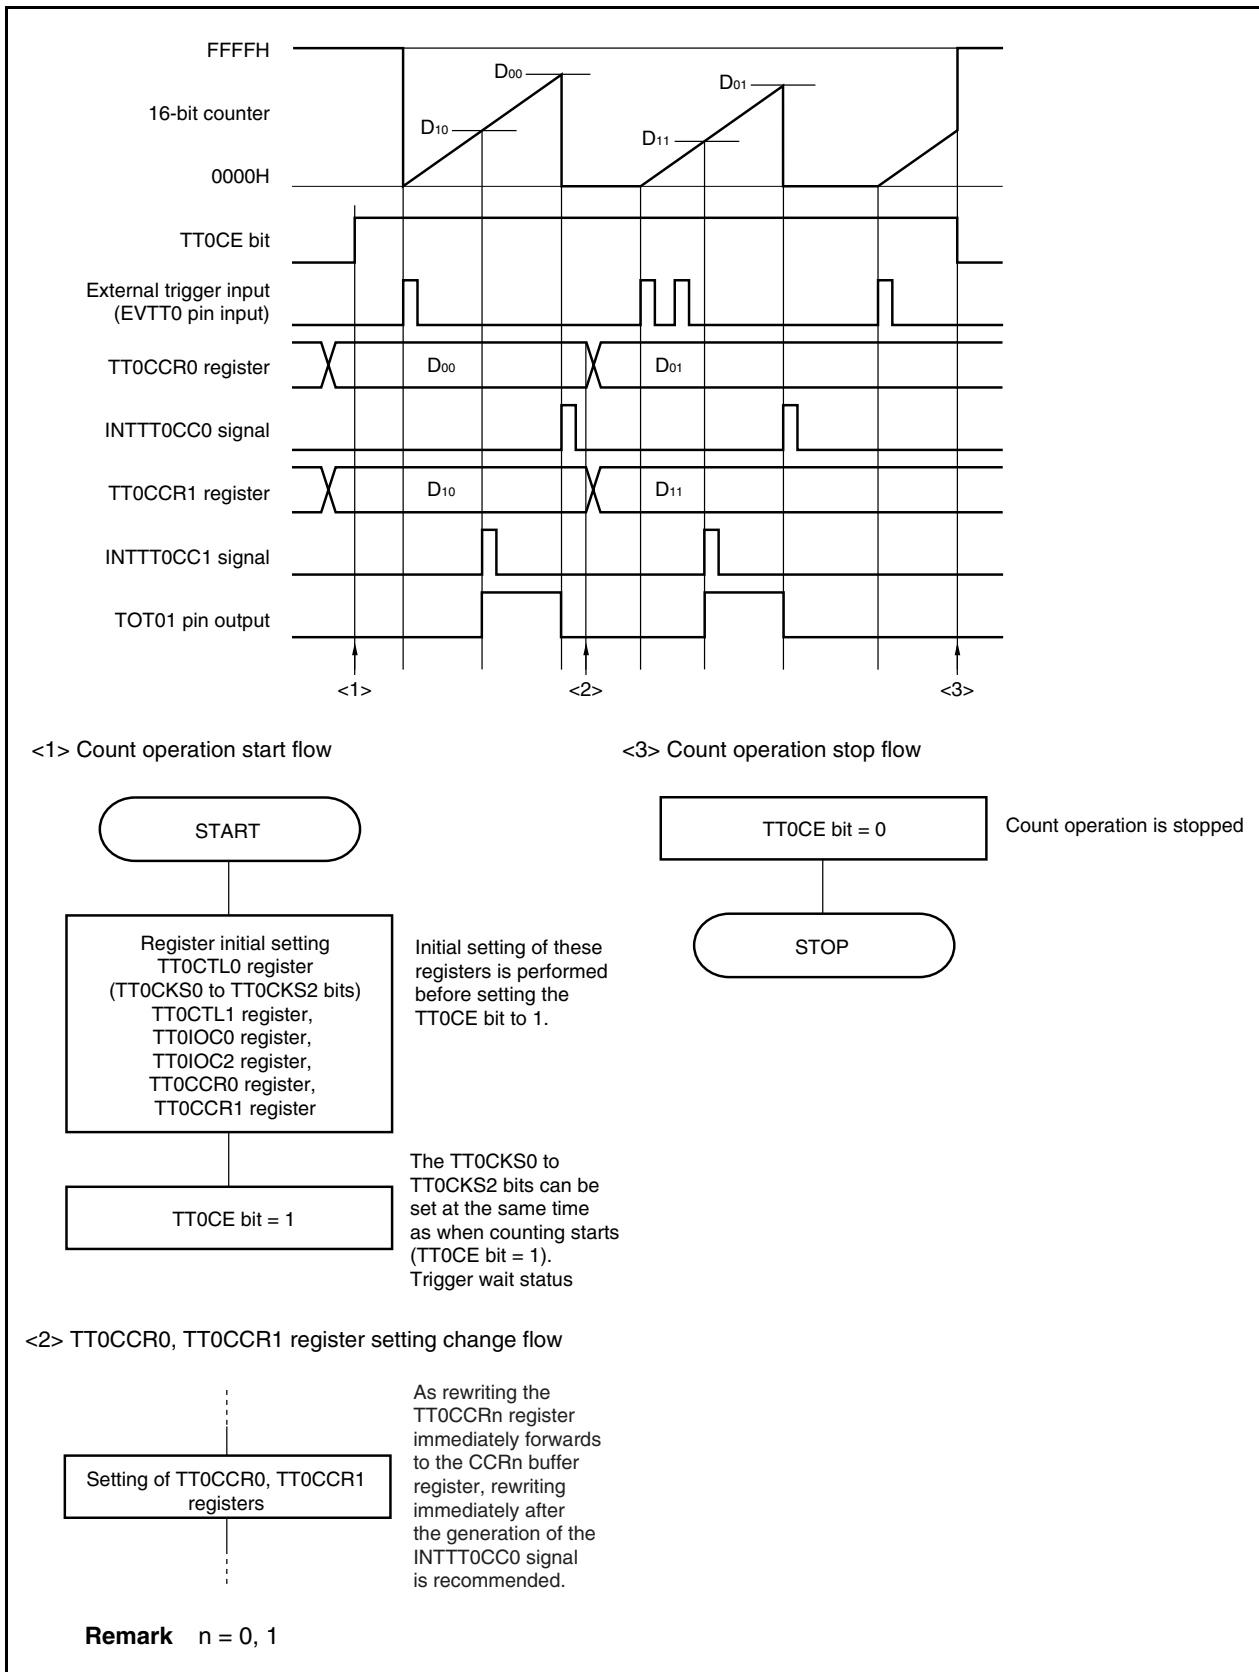 FFFFH
D00
D01
16-bit counter
D10
D11
0000H
TT0CE bit
External trigger input
(EVTT0 pin input)
TT0CCR0 register
D00
D01
INTTT0CC0 signal
TT0CCR1 register
D10
D11
INTTT0CC1 signal
TOT01 pin output
<1>
<2>
<3>
<1> Count operation start flow
START
Register initial setting
TT0CTL0 register
(TT0CKS0 to TT0CKS2 bits)
TT0CTL1 register,
TT0IOC0 register,
TT0IOC2 register,
TT0CCR0 register,
TT0CCR1 register
Initial setting of these
registers is performed
before setting the
TT0CE bit to 1.
TT0CE bit = 1
The TT0CKS0 to
TT0CKS2 bits can be
set at the same time
as when counting starts
(TT0CE bit = 1).
Trigger wait status
<3> Count operation stop flow
TT0CE bit = 0
Count operation is stopped
STOP
<2> TT0CCR0, TT0CCR1 register setting change flow
Setting of TT0CCR0, TT0CCR1
registers
As rewriting the
TT0CCRn register
immediately forwards
to the CCRn buffer
register, rewriting
immediately after
the generation of the
INTTT0CC0 signal
is recommended.
Remark n = 0, 1